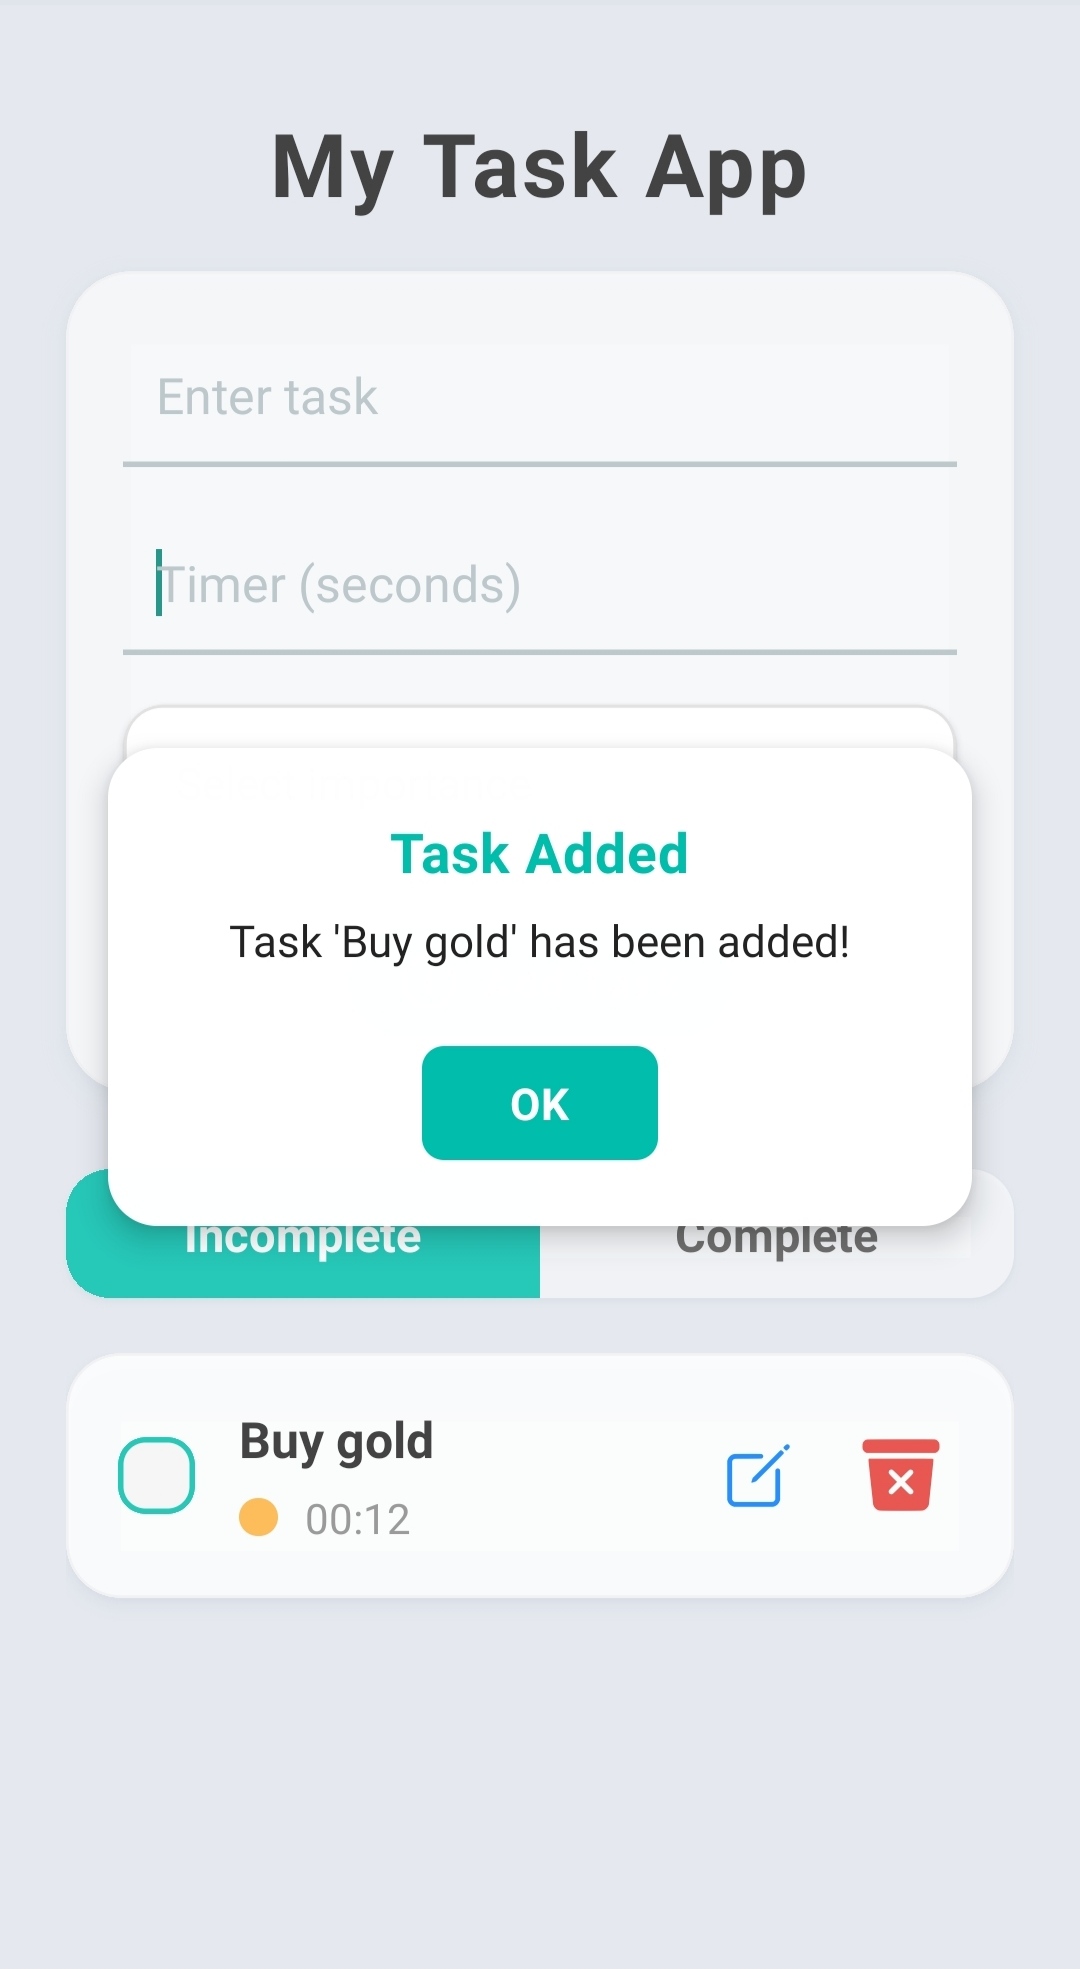 My Task App
Enter task
Timer (seconds)
Task Added
Task 'Buy gold' has been added!
OK
Incomplete
Complete
Buy gold
00:12